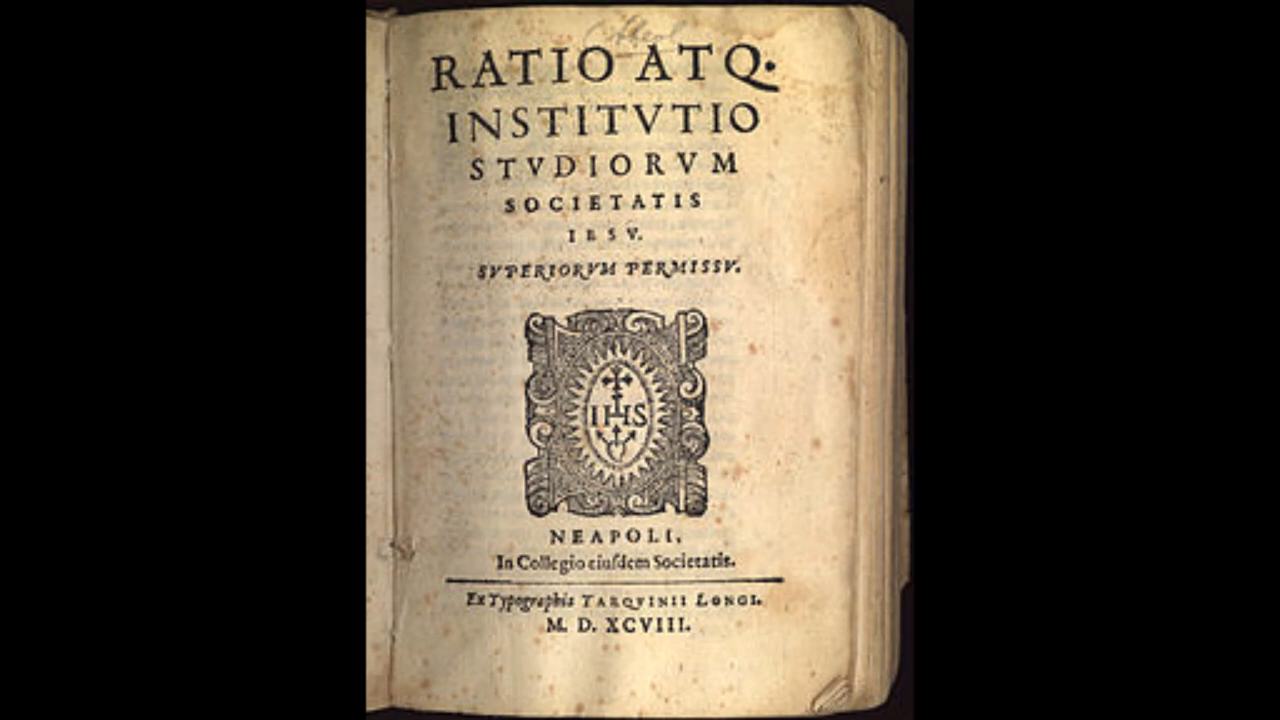 RATIO ATQ.
INSTITVTIO
STVDIORVM
SOCIETATIS
IESV.
SVPERIORVM PERMISSV.
IHS
NEAPOLI,
In Collegio eiuſdem Societatis.
Ex Typographia TARQVINII LONGI.
M. D. XCVIII.